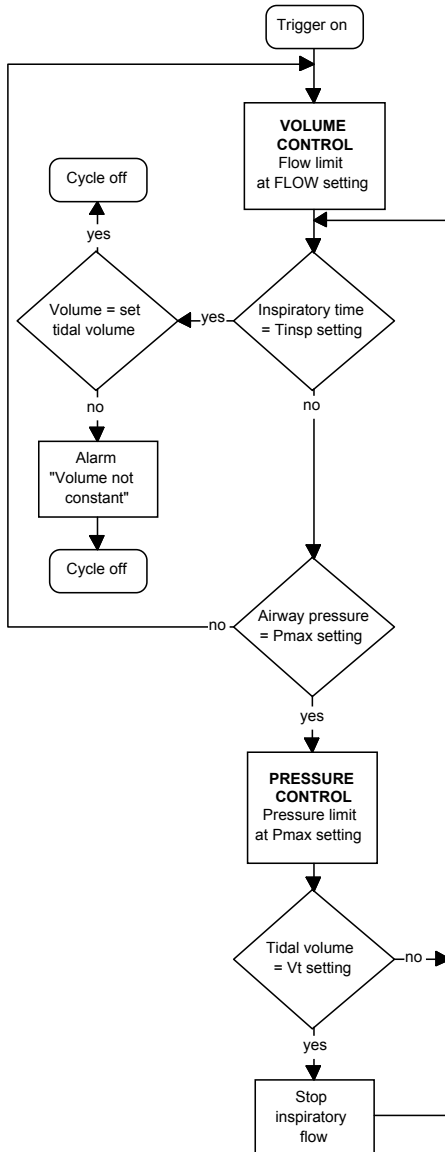 Trigger on
VOLUME
CONTROL
Flow limit
at FLOW setting
Cycle off
yes
Volume = set
tidal volume
yes
Inspiratory time
= Tinsp setting
no
no
Alarm
"Volume not
constant"
Cycle off
no
Airway pressure
= Pmax setting
yes
PRESSURE
CONTROL
Pressure limit
at Pmax setting
Tidal volume
= Vt setting
no
yes
Stop
inspiratory
flow